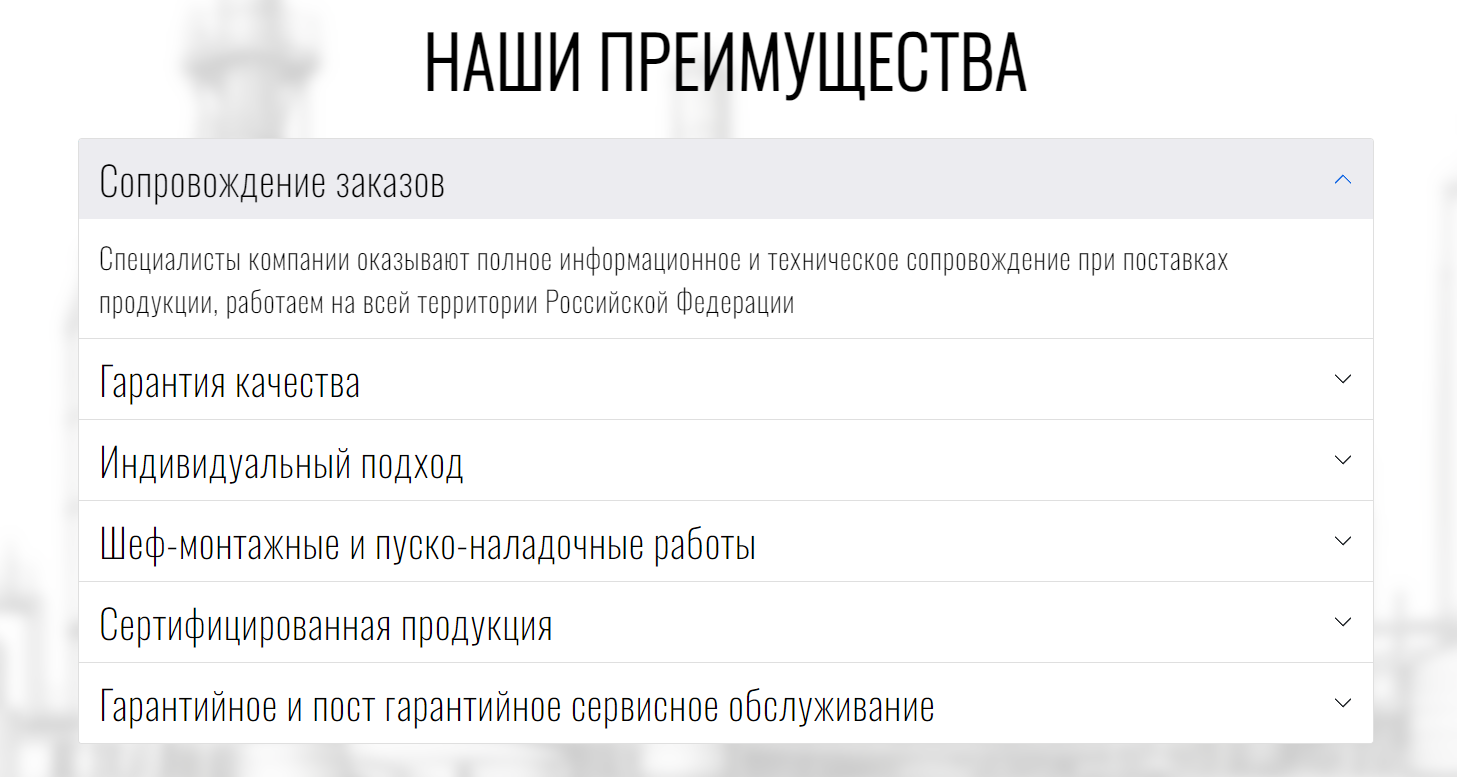 НАШИ ПРЕИМУЩЕСТВА
Сопровождение заказов
Специалисты компании оказывают полное информационное и техническое сопровождение при поставках
продукции, работаем на всей территории Российской Федерации
Гарантия качества
Индивидуальный подход
Шеф-монтажные и пуско-наладочные работы
Сертифицированная продукция
Гарантийное и пост гарантийное сервисное обслуживание